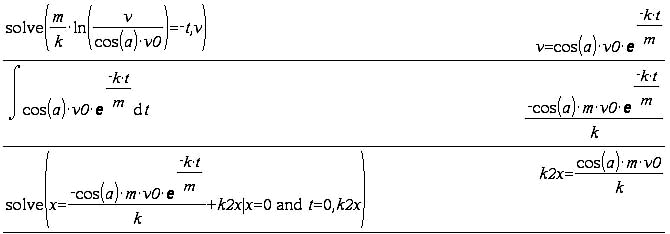 solve(m/k·ln(v/(cos(a)·v0))=-t,v)
v=cos(a)·v0·e^(-k·t/m)
∫cos(a)·v0·e^(-k·t/m) dt
(-cos(a)·m·v0·e^(-k·t/m))/k
solve(x=(-cos(a)·m·v0·e^(-k·t/m))/k+k2x|x=0 and t=0,k2x)
k2x=(cos(a)·m·v0)/k